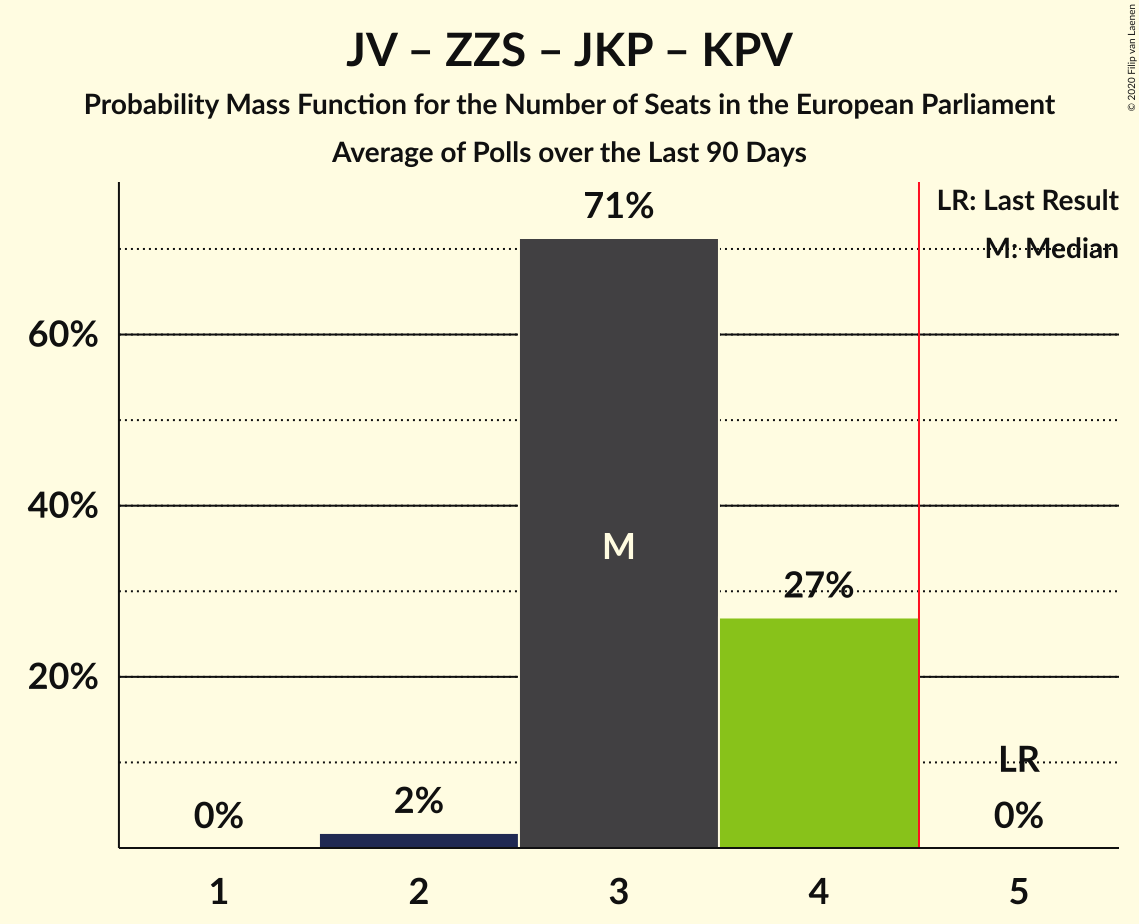 JV – ZZS – JKP – KPV
Probability Mass Function for the Number of Seats in the European Parliament
Average of Polls over the Last 90 Days
© 2020 Filip van Laenen
LR: Last Result
M: Median
71%
60%
40%
20%
M
27%
LR
0%
2%
0%
1 2 3 4 5